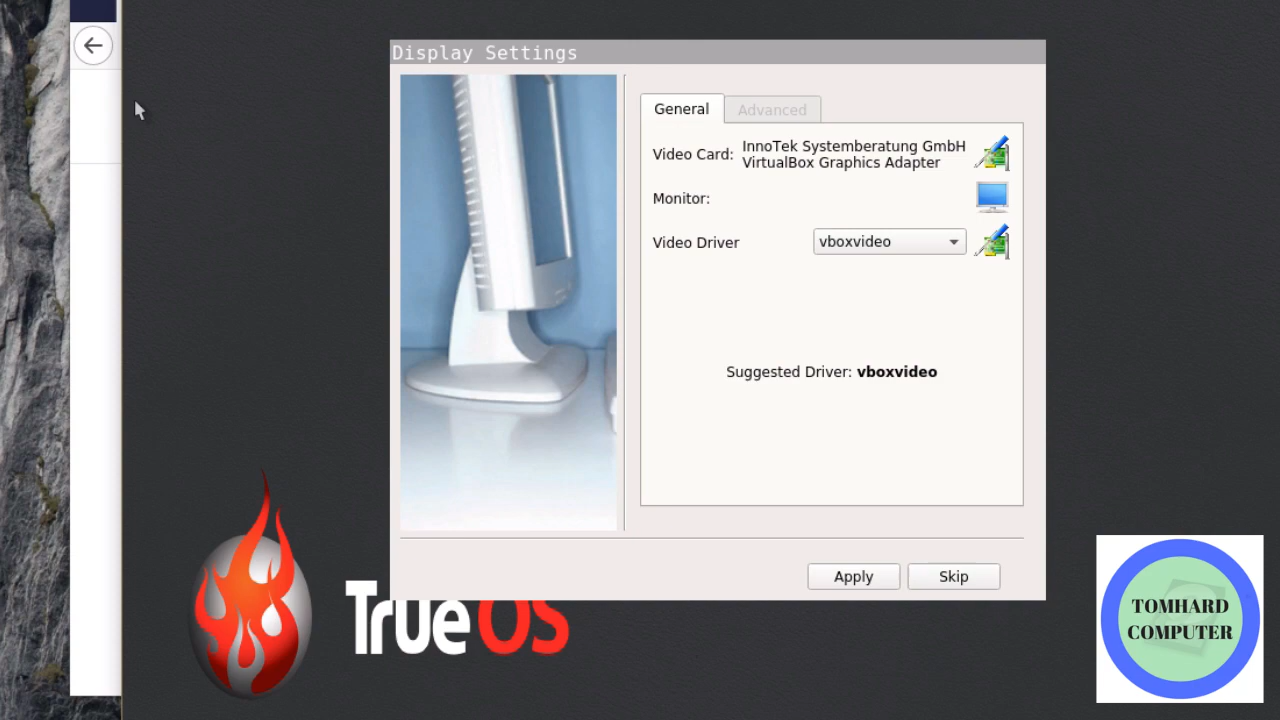 Display Settings
General
Advanced
Video Card:
InnoTek Systemberatung GmbH
VirtualBox Graphics Adapter
Monitor:
Video Driver
vboxvideo
Suggested Driver: vboxvideo
Apply
Skip
TrueOS
TOMHARD
COMPUTER